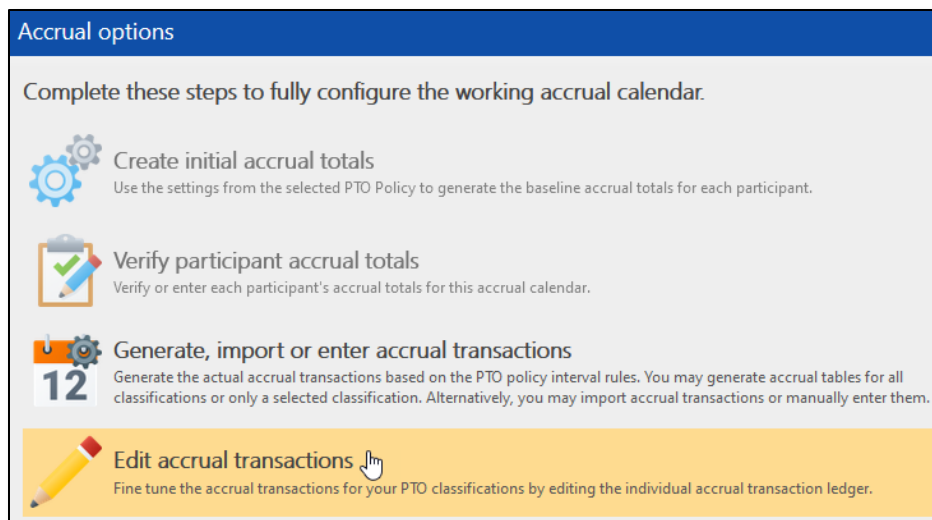 Accrual options
Complete these steps to fully configure the working accrual calendar.
Create initial accrual totals
Use the settings from the selected PTO Policy to generate the baseline accrual totals for each participant.
Verify participant accrual totals
Verify or enter each participant's accrual totals for this accrual calendar.
12
Generate, import or enter accrual transactions
Generate the actual accrual transactions based on the PTO policy interval rules. You may generate accrual tables for all
classifications or only a selected classification. Alternatively, you may import accrual transactions or manually enter them.
Edit accrual transactions
Fine tune the accrual transactions for your PTO classifications by editing the individual accrual transaction ledger.